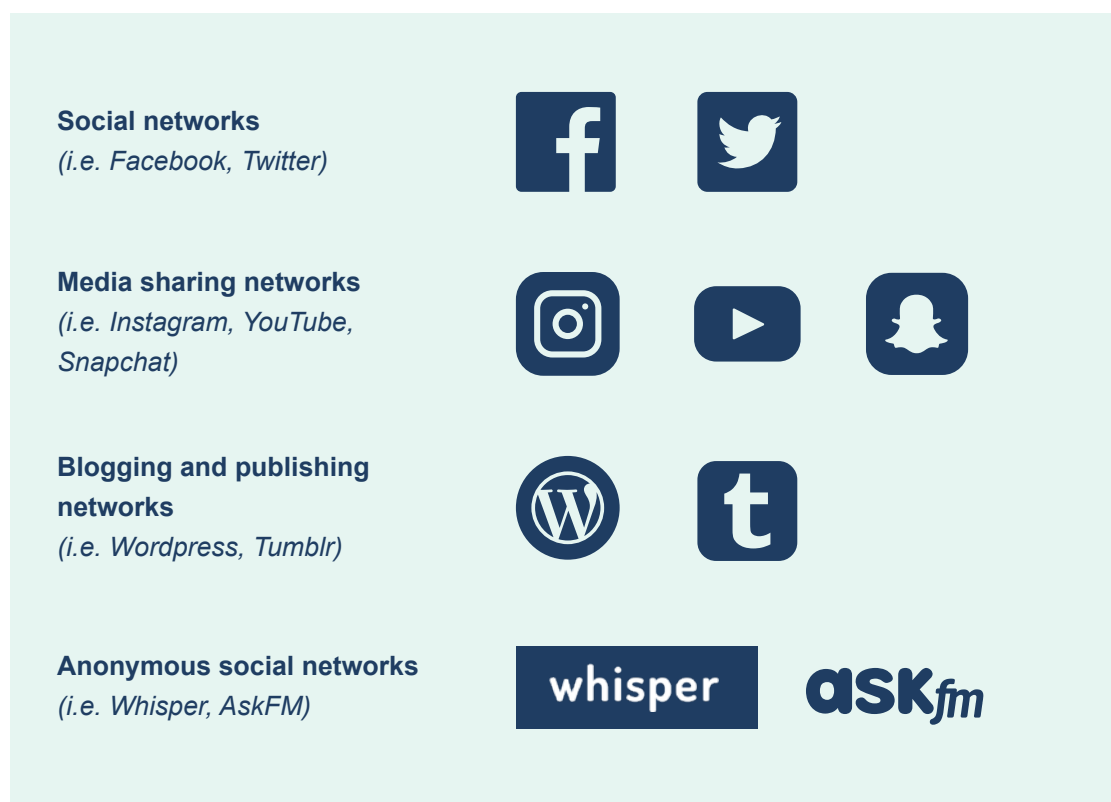 Social networks
(i.e. Facebook, Twitter)
Media sharing networks
(i.e. Instagram, YouTube,
Snapchat)
Blogging and publishing
networks
(i.e. Wordpress, Tumblr)
Anonymous social networks
(i.e. Whisper, AskFM)
whisper
askfm